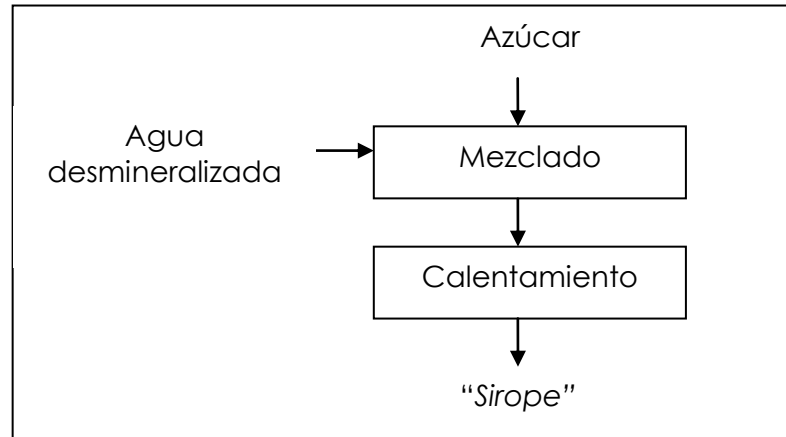 Azúcar
Agua
desmineralizada
Mezclado
Calentamiento
“Sirope”